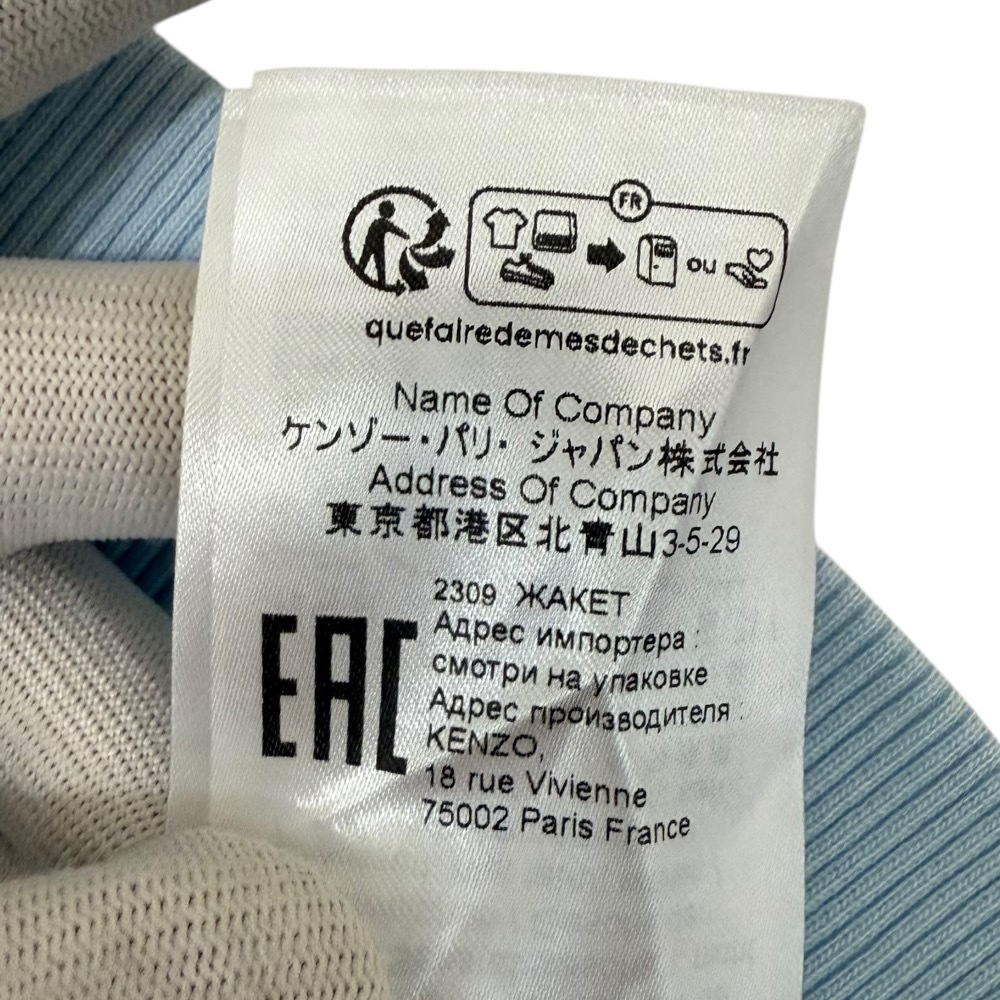 FR
ou
quefairedemesdechets.fr
Name Of Company
ケンゾー・パリ・ジャパン株式会社
Address Of Company
東京都港区北青山3-5-29
2309 ЖАКЕТ
Адрес импортера :
смотри на упаковке
Адрес производителя :
KENZO,
18 rue Vivienne
75002 Paris France
EAC